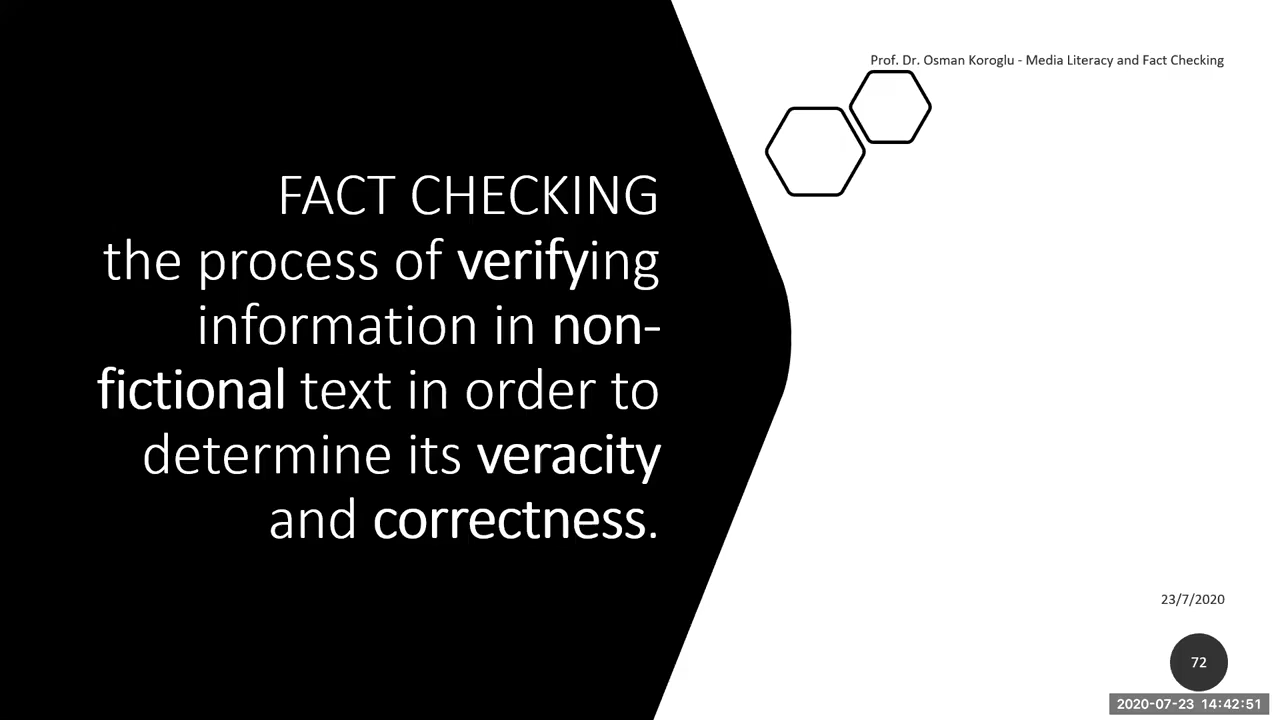 Prof. Dr. Osman Koroglu - Media Literacy and Fact Checking
FACT CHECKING
the process of verifying
information in non-
fictional text in order to
determine its veracity
and correctness.
23/7/2020
72
2020-07-23 14:42:51